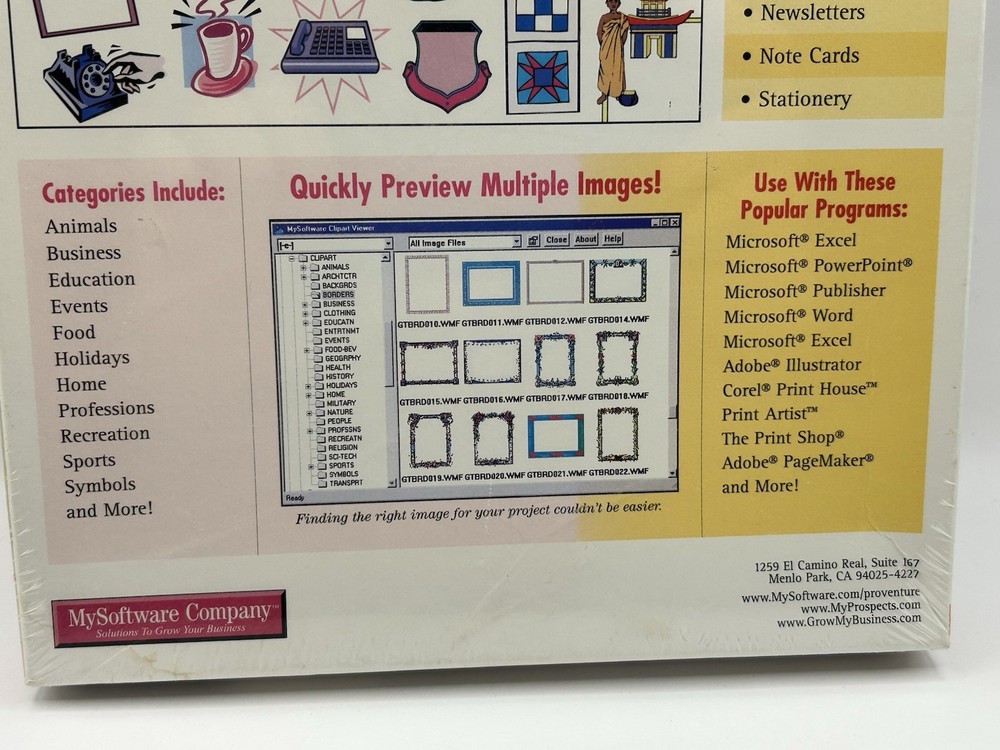 • Newsletters
• Note Cards
• Stationery
Categories Include:
Animals
Business
Education
Events
Food
Holidays
Home
Professions
Recreation
Sports
Symbols
and More!
Quickly Preview Multiple Images!
MySoftware Clipart Viewer
[-c-]
All Image Files
Close
About
Help
CLIPART
ANIMALS
ARCHTCTR
BACKGRDS
BORDERS
BUSINESS
CLOTHING
EDUCATN
ENTRTNMT
EVENTS
FOOD-BEV
GEOGRPHY
HEALTH
HISTORY
HOLIDAYS
HOME
MILITARY
NATURE
PEOPLE
PROFSSNS
RECREATN
RELIGION
SCI-TECH
SPORTS
SYMBOLS
TRANSPRT
GTBRD010.WMF GTBRD011.WMF GTBRD012.WMF GTBRD014.WMF
GTBRD015.WMF GTBRD016.WMF GTBRD017.WMF GTBRD018.WMF
GTBRD019.WMF GTBRD020.WMF GTBRD021.WMF GTBRD022.WMF
Ready
Finding the right image for your project couldn't be easier.
Use With These
Popular Programs:
Microsoft® Excel
Microsoft® PowerPoint®
Microsoft® Publisher
Microsoft® Word
Microsoft® Excel
Adobe® Illustrator
Corel® Print House™
Print Artist™
The Print Shop®
Adobe® PageMaker®
and More!
MySoftware Company™
Solutions To Grow Your Business
1259 El Camino Real, Suite 167
Menlo Park, CA 94025-4227
www.MySoftware.com/proventure
www.MyProspects.com
www.GrowMyBusiness.com